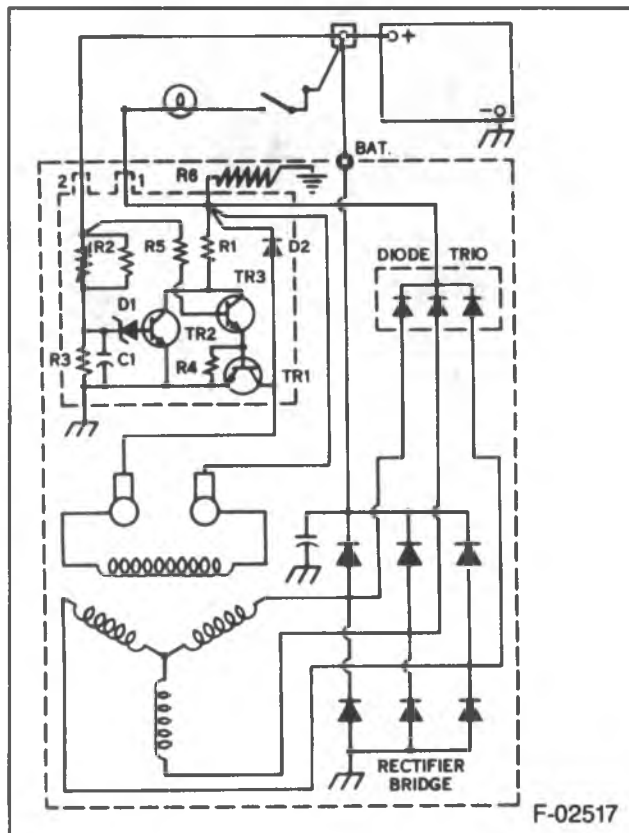 +
-
BAT.
2 1
R6
R2 R5 R1 D2
TR3
DIODE TRIO
D1
TR2
R3 C1
R4
TR1
RECTIFIER
BRIDGE
F-02517